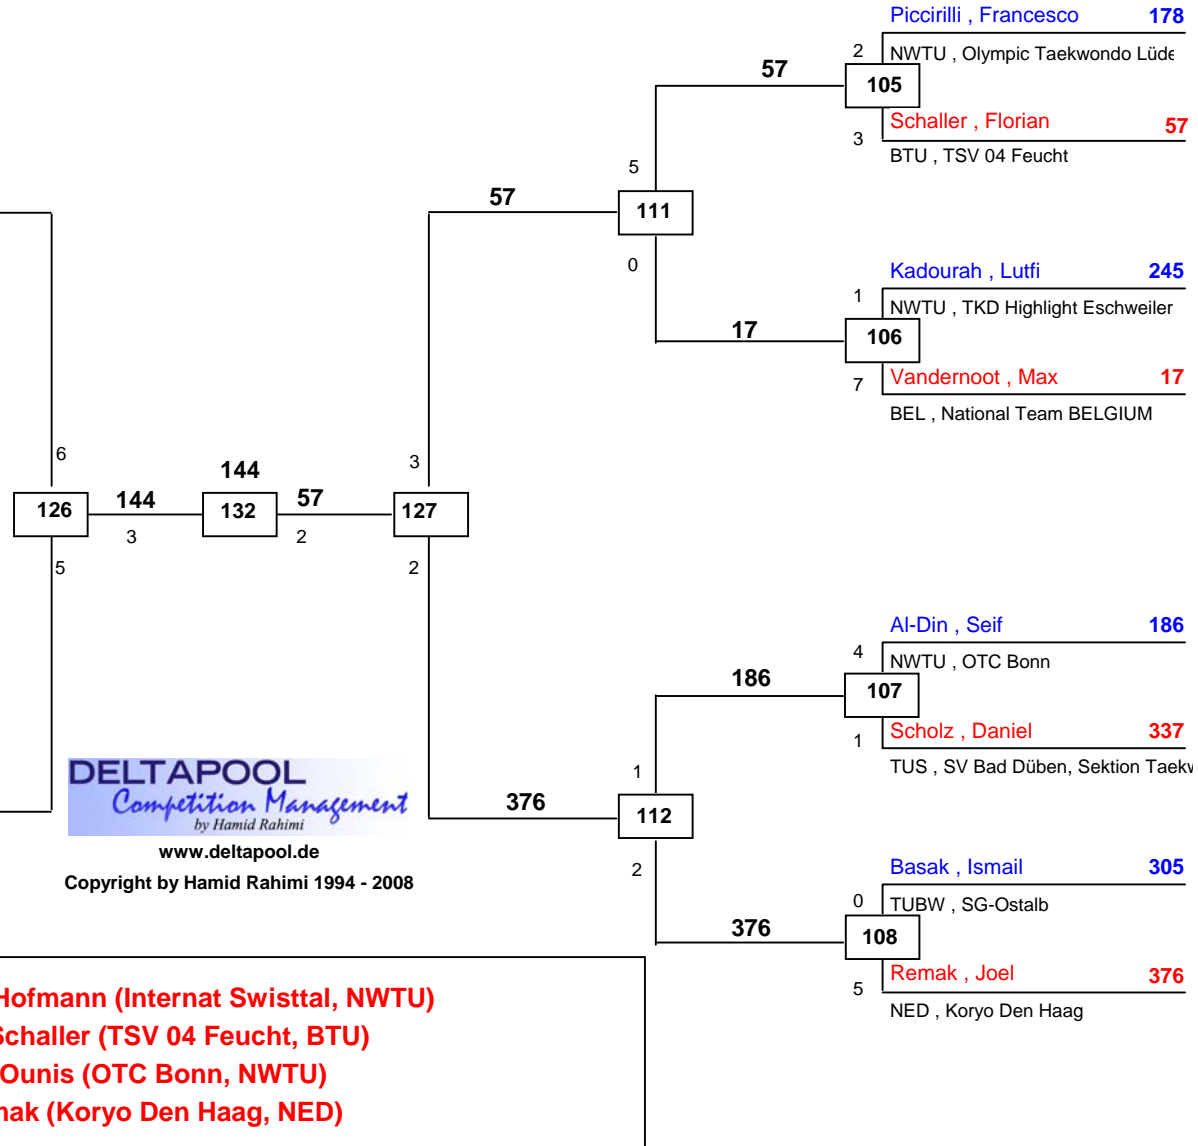 Piccirilli , Francesco 178
2 NWTU , Olympic Taekwondo
57 105
Schaller , Florian 57
3
BTU , TSV 04 Feucht
5
57 111
0
Kadourah , Lutfi 245
1 NWTU , TKD Highlight Eschweiler
17 106
7 Vandernoot , Max 17
BEL , National Team BELGIUM
6 144 3
126 144 132 57 127
3 2
5 2
Al-Din , Seif 186
4 NWTU , OTC Bonn
186 107
Scholz , Daniel 337
1
TUS , SV Bad Düben, Sektion
1
376 112
2
DELTAPOOL
Competition Management
by Hamid Rahimi
www.deltapool.de
Copyright by Hamid Rahimi 1994 - 2008
Basak , Ismail 305
0 TUBW , SG-Ostalb
376 108
Remak , Joel 376
5
NED , Koryo Den Haag
Hofmann (Internat Swisttal, NWTU)
Schaller (TSV 04 Feucht, BTU)
Ounis (OTC Bonn, NWTU)
(Koryo Den Haag, NED)